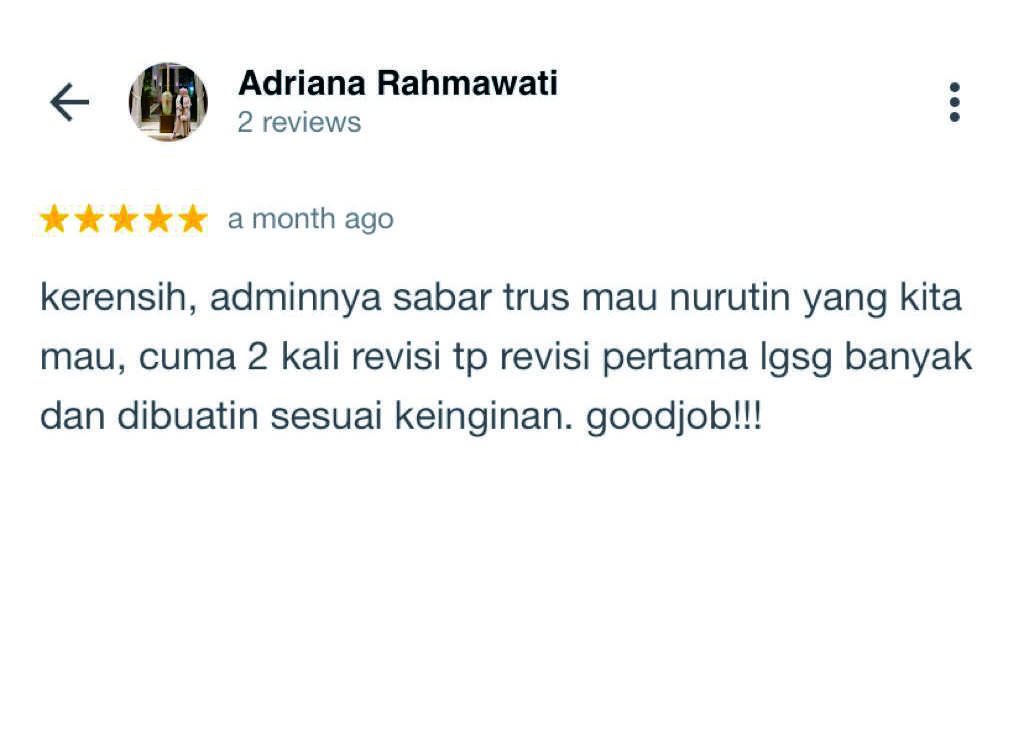 Adriana Rahmawati
2 reviews
a month ago
kerensih, adminnya sabar trus mau nurutin yang kita
mau, cuma 2 kali revisi tp revisi pertama lgsg banyak
dan dibuatin sesuai keinginan. goodjob!!!